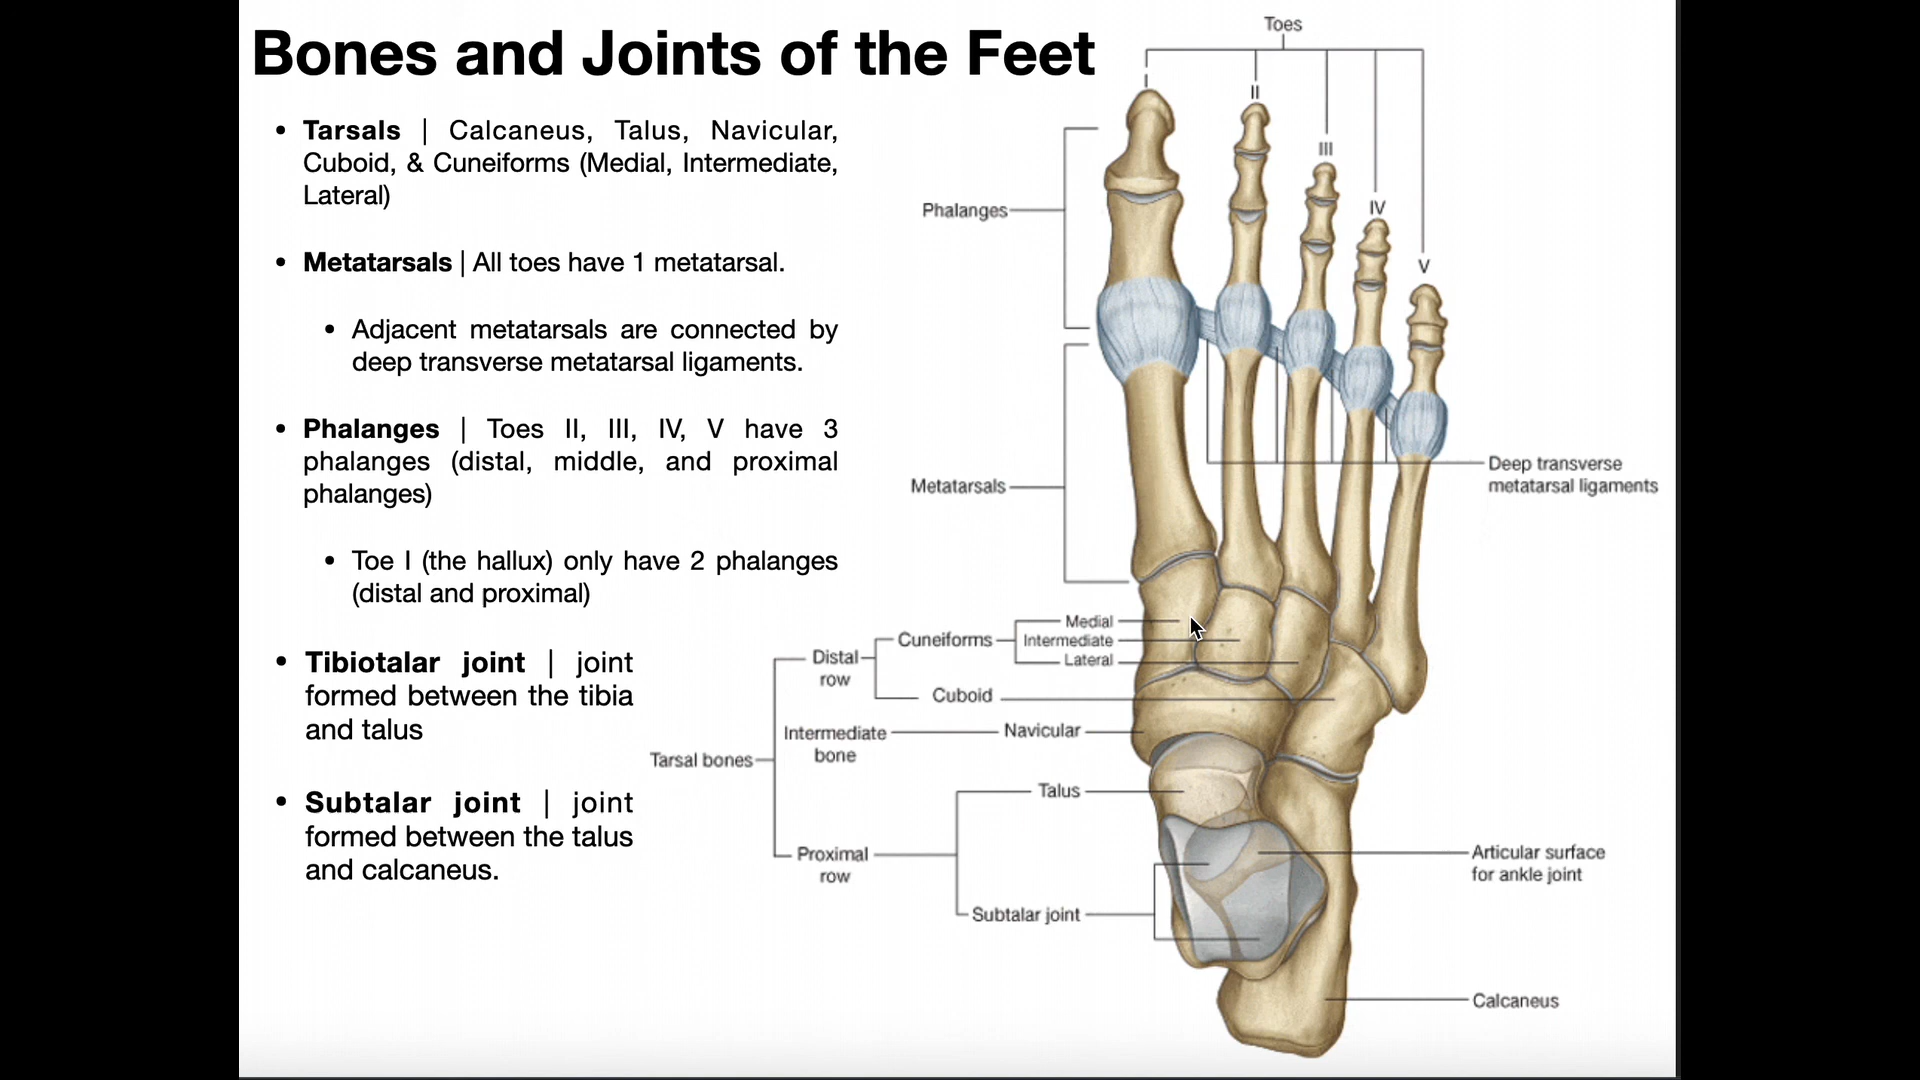 Bones and Joints of the Feet
• Tarsals | Calcaneus, Talus, Navicular,
Cuboid, & Cuneiforms (Medial, Intermediate,
Lateral)
• Metatarsals | All toes have 1 metatarsal.
• Adjacent metatarsals are connected by
deep transverse metatarsal ligaments.
• Phalanges | Toes II, III, IV, V have 3
phalanges (distal, middle, and proximal
phalanges)
• Toe I (the hallux) only have 2 phalanges
(distal and proximal)
• Tibiotalar joint | joint
formed between the tibia
and talus
• Subtalar joint | joint
formed between the talus
and calcaneus.
Toes
I
II
III
IV
V
Phalanges
Metatarsals
Deep transverse
metatarsal ligaments
Medial
Cuneiforms
Intermediate
Lateral
Distal
row
Cuboid
Intermediate
bone
Navicular
Tarsal bones
Talus
Proximal
row
Subtalar joint
Articular surface
for ankle joint
Calcaneus